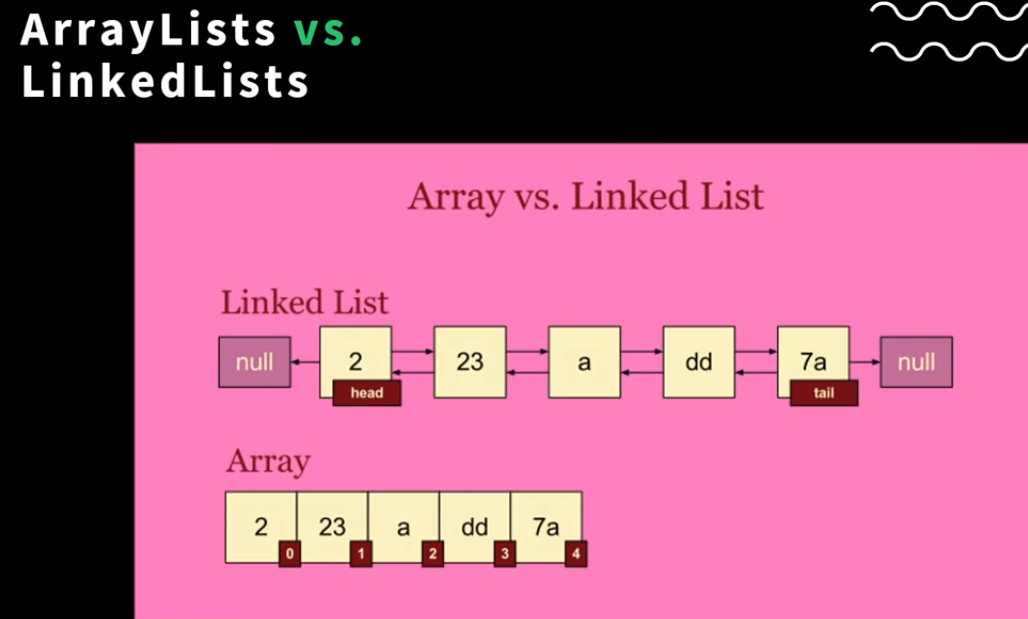 ArrayLists vs.
LinkedLists
Array vs. Linked List
Linked List
null 2 23 a dd 7a null
head tail
Array
2 23 a dd 7a
0 1 2 3 4